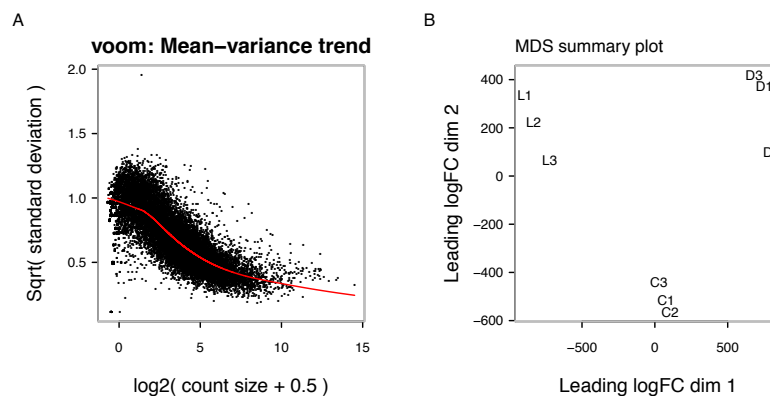 A
voom: Mean−variance trend
2.0
1.5
1.0
0.5
Sqrt( standard deviation )
0 5 10 15
log2( count size + 0.5 )
B
MDS summary plot
400
200
0
−200
−400
−600
Leading logFC dim 2
L1
L2
L3
D3
D1
D
C3
C1
C2
−500 0 500
Leading logFC dim 1